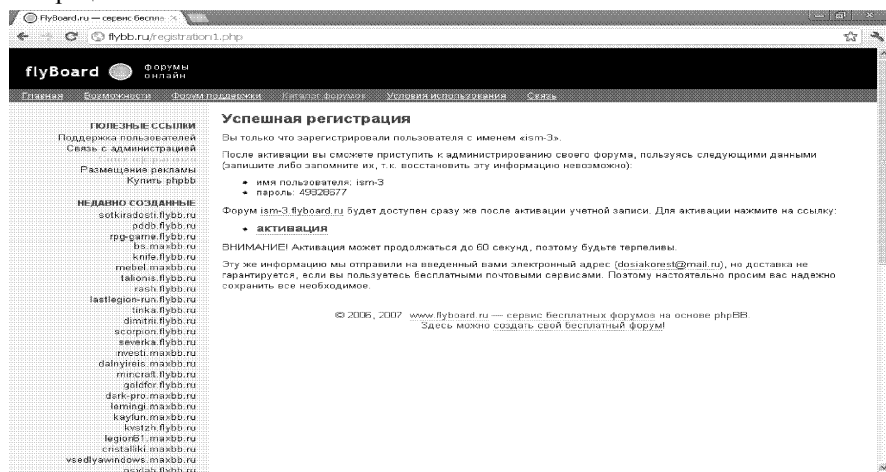 FlyBoard.ru — сервис беспла
flybb.ru/registration1.php
flyBoard форумы онлайн
Главная Возможности Форум поддержки Каталог форумов Условия использования Связь
ПОЛЕЗНЫЕ ССЫЛКИ
Поддержка пользователей
Связь с администрацией
Размещение рекламы
Купить phpbb
НЕДАВНО СОЗДАННЫЕ
sotkiradosti.flybb.ru
pddb.flybb.ru
rpg-game.flybb.ru
bs.maxbb.ru
knife.flybb.ru
mebel.maxbb.ru
talionis.flybb.ru
rash.flybb.ru
lastlegion-run.flybb.ru
tinka.flybb.ru
dimitrii.flybb.ru
scorpion.flybb.ru
severka.flybb.ru
investi.maxbb.ru
dalnyireis.maxbb.ru
mincraft.flybb.ru
goldfor.flybb.ru
dark-pro.maxbb.ru
lemingi.maxbb.ru
kayfun.maxbb.ru
kvstzh.flybb.ru
legion61.maxbb.ru
cristalliki.maxbb.ru
vsedlyawindows.maxbb.ru
Успешная регистрация
Вы только что зарегистрировали пользователя с именем «ism-3».
После активации вы сможете приступить к администрированию своего форума, пользуясь следующими данными
(запишите либо запомните их, т.к. восстановить эту информацию невозможно):
• имя пользователя: ism-3
• пароль: 49828677
Форум ism-3.flyboard.ru будет доступен сразу же после активации учетной записи. Для активации нажмите на ссылку:
• активация
ВНИМАНИЕ! Активация может продолжаться до 60 секунд, поэтому будьте терпеливы.
Эту же информацию мы отправили на введенный вами электронный адрес (dosiakorest@mail.ru), но доставка не
гарантируется, если вы пользуетесь бесплатными почтовыми сервисами. Поэтому настоятельно просим вас надежно
сохранить все необходимое.
© 2006, 2007 www.flyboard.ru — сервис бесплатных форумов на основе phpBB.
Здесь можно создать свой бесплатный форум!